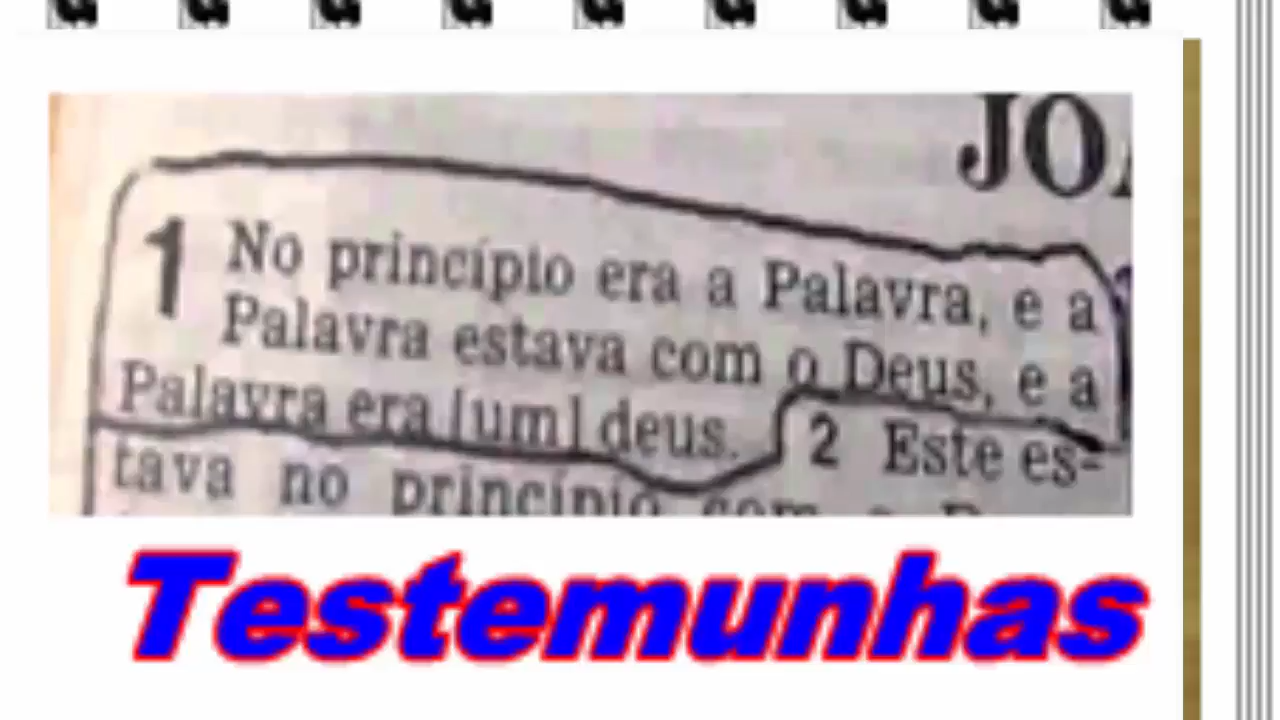 JO
1 No princípio era a Palavra, e a
Palavra estava com o Deus, e a
Palavra era [um] deus. 2 Este es-
tava no princípio com o
Testemunhas